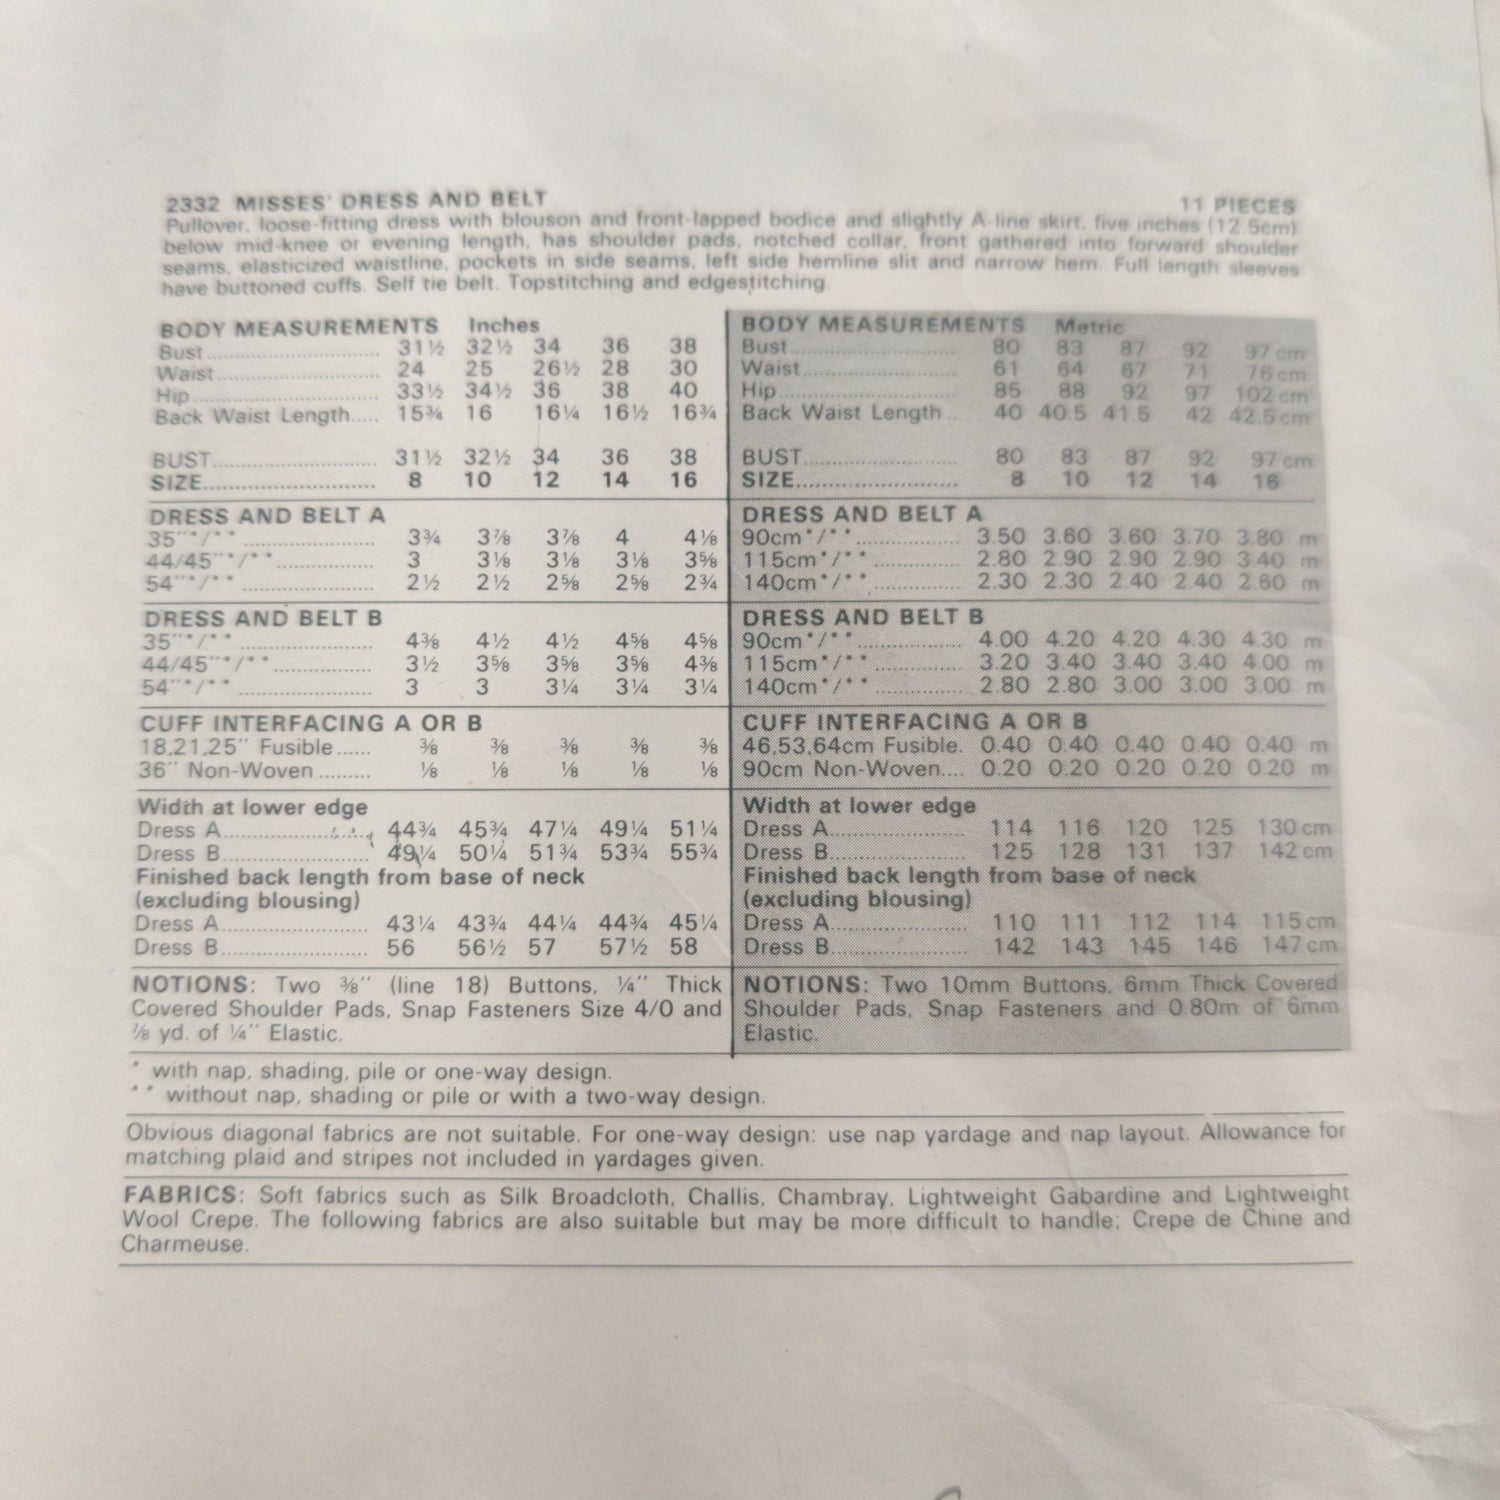 2332 MISSES' DRESS AND BELT 11 PIECES
Pullover, loose-fitting dress with blouson and front-lapped bodice and slightly A-line skirt, five inches (12.5cm)
below mid-knee or evening length, has shoulder pads, notched collar, front gathered into forward shoulder
seams, elasticized waistline, pockets in side seams, left side hemline slit and narrow hem. Full length sleeves
have buttoned cuffs. Self tie belt. Topstitching and edgestitching.
BODY MEASUREMENTS Inches
Bust 31½ 32½ 34 36 38
Waist 24 25 26½ 28 30
Hip 33½ 34½ 36 38 40
Back Waist Length 15¾ 16 16¼ 16½ 16¾
BUST 31½ 32½ 34 36 38
SIZE 8 10 12 14 16
DRESS AND BELT A
35"*/** 3¾ 3⅞ 3⅞ 4 4⅛
44/45"*/** 3 3⅛ 3⅛ 3⅛ 3⅝
54"*/** 2½ 2½ 2⅝ 2⅝ 2¾
DRESS AND BELT B
35"*/** 4⅜ 4½ 4½ 4⅝ 4⅝
44/45"*/** 3½ 3⅝ 3⅝ 3⅝ 4⅜
54"*/** 3 3 3¼ 3¼ 3¼
CUFF INTERFACING A OR B
18,21,25" Fusible ⅜ ⅜ ⅜ ⅜ ⅜
36" Non-Woven ⅛ ⅛ ⅛ ⅛ ⅛
Width at lower edge
Dress A 44¾ 45¾ 47¼ 49¼ 51¼
Dress B 49¼ 50¼ 51¾ 53¾ 55¾
Finished back length from base of neck
(excluding blousing)
Dress A 43¼ 43¾ 44¼ 44¾ 45¼
Dress B 56 56½ 57 57½ 58
NOTIONS: Two ⅜" (line 18) Buttons, ¼" Thick
Covered Shoulder Pads, Snap Fasteners Size 4/0 and
⅞ yd. of ¼" Elastic.
BODY MEASUREMENTS Metric
Bust 80 83 87 92 97 cm
Waist 61 64 67 71 76 cm
Hip 85 88 92 97 102 cm
Back Waist Length 40 40.5 41.5 42 42.5 cm
BUST 80 83 87 92 97 cm
SIZE 8 10 12 14 16
DRESS AND BELT A
90cm*/** 3.50 3.60 3.60 3.70 3.80 m
115cm*/** 2.80 2.90 2.90 2.90 3.40 m
140cm*/** 2.30 2.30 2.40 2.40 2.60 m
DRESS AND BELT B
90cm*/** 4.00 4.20 4.20 4.30 4.30 m
115cm*/** 3.20 3.40 3.40 3.40 4.00 m
140cm*/** 2.80 2.80 3.00 3.00 3.00 m
CUFF INTERFACING A OR B
46,53,64cm Fusible. 0.40 0.40 0.40 0.40 0.40 m
90cm Non-Woven 0.20 0.20 0.20 0.20 0.20 m
Width at lower edge
Dress A 114 116 120 125 130 cm
Dress B 125 128 131 137 142 cm
Finished back length from base of neck
(excluding blousing)
Dress A 110 111 112 114 115 cm
Dress B 142 143 145 146 147 cm
NOTIONS: Two 10mm Buttons, 6mm Thick Covered
Shoulder Pads, Snap Fasteners and 0.80m of 6mm
Elastic.
* with nap, shading, pile or one-way design.
** without nap, shading or pile or with a two-way design.
Obvious diagonal fabrics are not suitable. For one-way design: use nap yardage and nap layout. Allowance for
matching plaid and stripes not included in yardages given.
FABRICS: Soft fabrics such as Silk Broadcloth, Challis, Chambray, Lightweight Gabardine and Lightweight
Wool Crepe. The following fabrics are also suitable but may be more difficult to handle: Crepe de Chine and
Charmeuse.